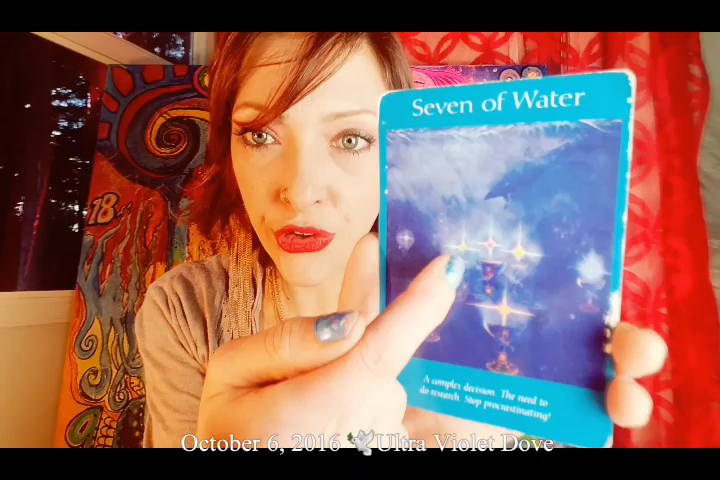 Seven of Water
18
A complex decision. The need to
do research. Stop procrastinating!
October 6, 2016 🕊Ultra Violet Dove